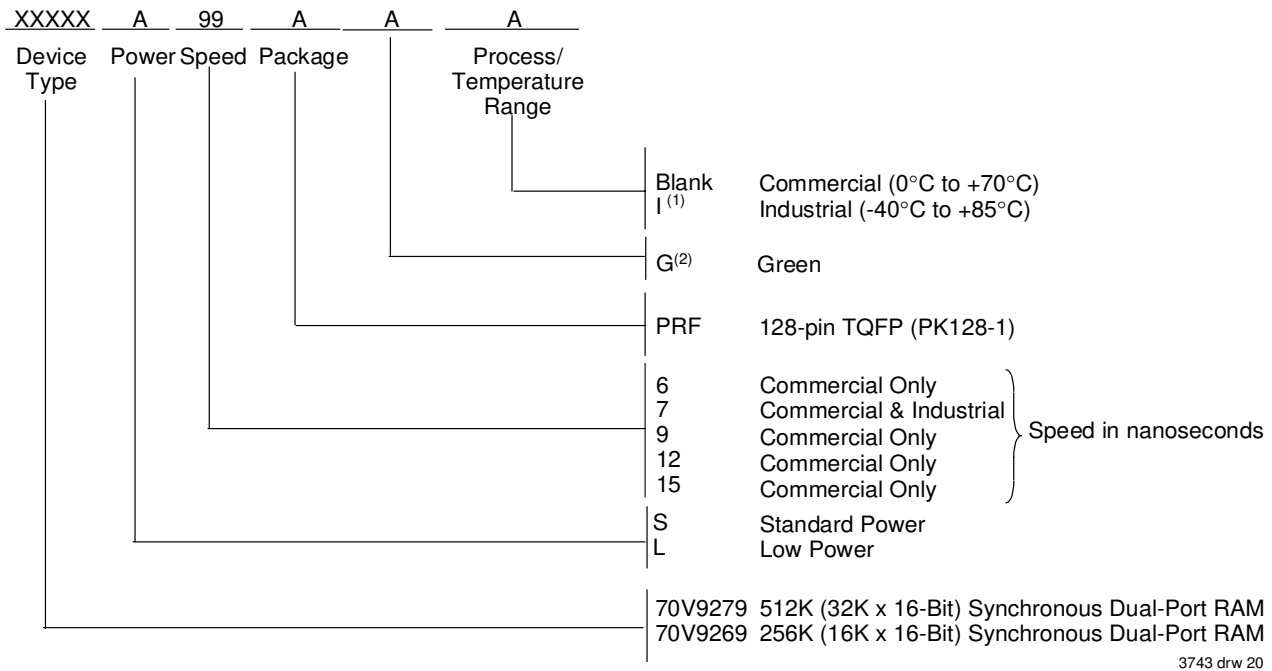 XXXXX A 99 A A A
Device Type Power Speed Package Process/ Temperature Range
Blank Commercial (0°C to +70°C)
I (1) Industrial (-40°C to +85°C)
G(2) Green
PRF 128-pin TQFP (PK128-1)
6 Commercial Only
7 Commercial & Industrial
9 Commercial Only
12 Commercial Only
15 Commercial Only
Speed in nanoseconds
S Standard Power
L Low Power
70V9279 512K (32K x 16-Bit) Synchronous Dual-Port RAM
70V9269 256K (16K x 16-Bit) Synchronous Dual-Port RAM
3743 drw 20